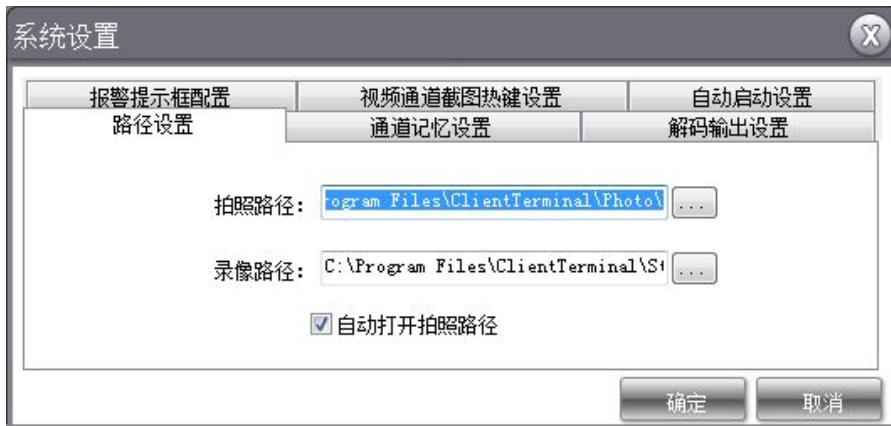 系统设置
报警提示框配置 视频通道截图热键设置 自动启动设置
路径设置 通道记忆设置 解码输出设置
拍照路径: rogram Files\ClientTerminal\Photo\ ...
录像路径: C:\Program Files\ClientTerminal\St ...
自动打开拍照路径
确定 取消